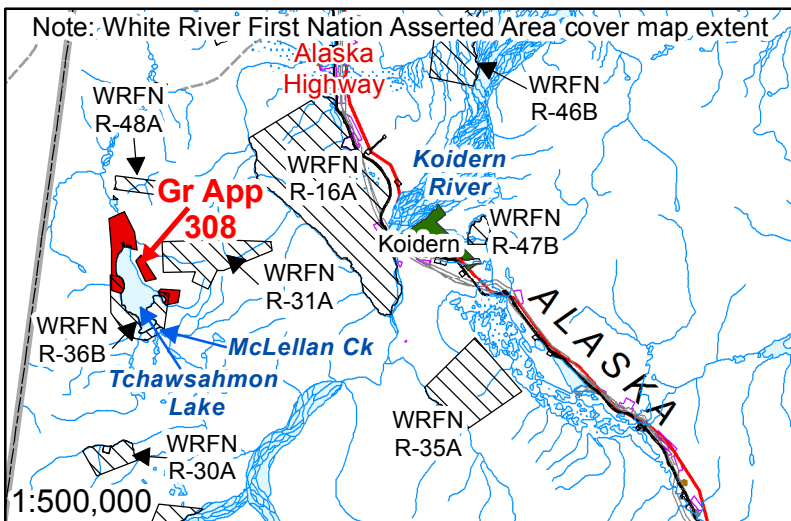 Note: White River First Nation Asserted Area cover map extent
Alaska
Highway
WRFN
R-46B
WRFN
R-48A
WRFN
R-16A
Koidern
River
Gr App
308
WRFN
R-47B
Koidern
WRFN
R-31A
ALASKA
WRFN
R-36B
McLellan Ck
Tchawsahmon
Lake
WRFN
R-35A
WRFN
R-30A
1:500,000